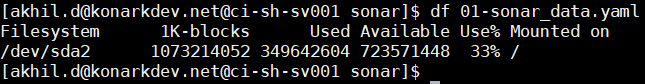 [akhil.d@konarkdev.net@ci-sh-sv001 sonar]$ df 01-sonar_data.yaml
Filesystem      1K-blocks      Used Available Use% Mounted on
/dev/sda2      1073214052 349642604 723571448  33% /
[akhil.d@konarkdev.net@ci-sh-sv001 sonar]$